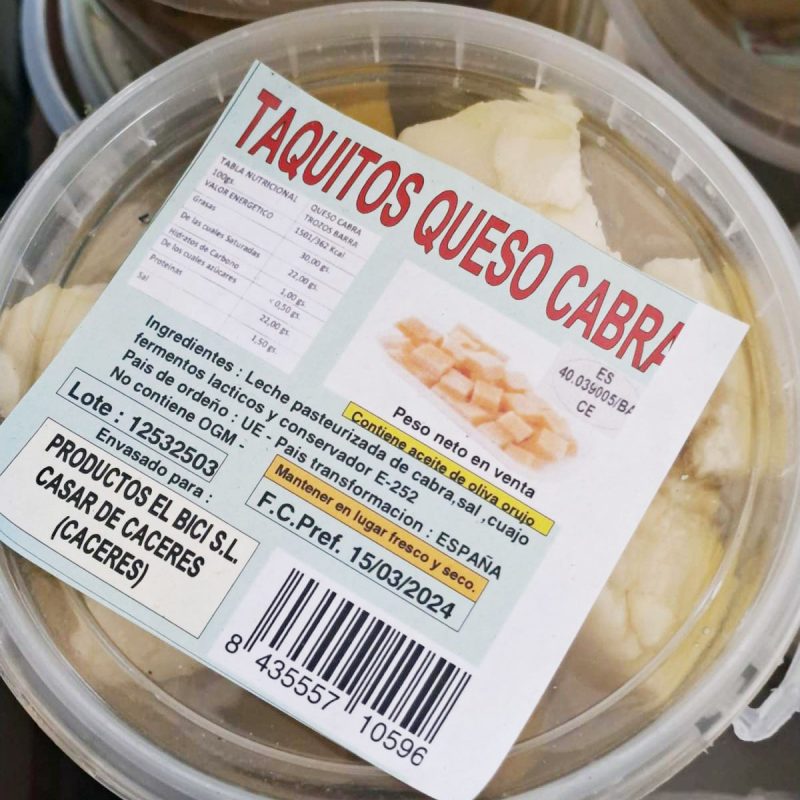 TAQUITOS QUESO CABRA
TABLA NUTRICIONAL
100gs. QUESO CABRA TROZOS BARRA
VALOR ENERGETICO 1501/362 Kcal
Grasas 30,00 gs.
De las cuales Saturadas 22,00 gs.
Hidratos de Carbono 1,00 gs.
De los cuales azúcares < 0,50 gs.
Proteinas 22,00 gs.
Sal 1,50 gs.
ES
40.039005/BA
CE
Peso neto en venta
Contiene aceite de oliva orujo
Ingredientes : Leche pasteurizada de cabra,sal ,cuajo
fermentos lacticos y conservador E-252
Pais de ordeño : UE - Pais transformacion : ESPAÑA
No contiene OGM -
Mantener en lugar fresco y seco.
Lote : 12532503
F.C.Pref. 15/03/2024
Envasado para :
PRODUCTOS EL BICI S.L.
CASAR DE CACERES
(CACERES)
8 435557 10596